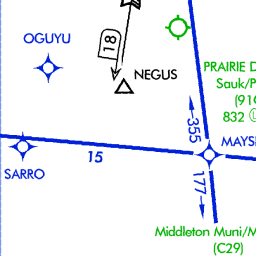 OGUYU
18
NEGUS
PRAIRIE D
Sauk/P
(91
832
355
MAYS
15
SARRO
177
Middleton Muni/M
(C29)